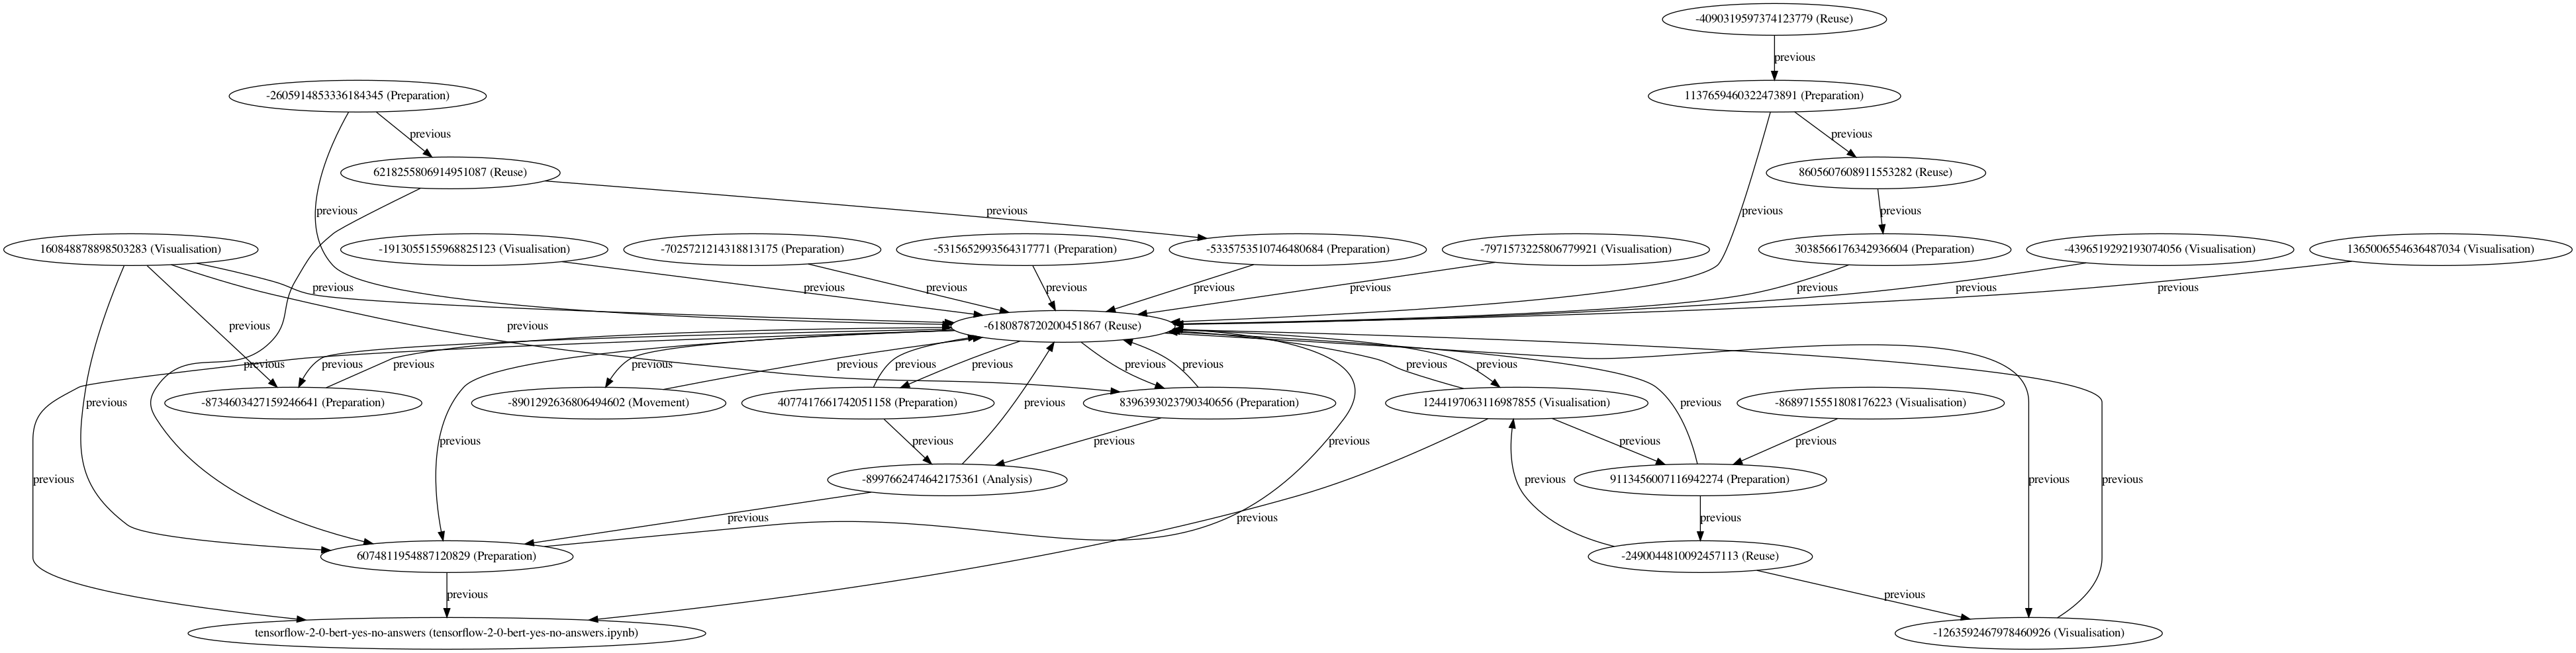 -4090319597374123779 (Reuse)
previous
-2605914853336184345 (Preparation)
1137659460322473891 (Preparation)
previous
previous
6218255806914951087 (Reuse)
8605607608911553282 (Reuse)
previous
previous
previous
previous
160848878898503283 (Visualisation)
-1913055155968825123 (Visualisation)
-7025721214318813175 (Preparation)
-5315652993564317771 (Preparation)
-5335753510746480684 (Preparation)
-7971573225806779921 (Visualisation)
3038566176342936604 (Preparation)
-4396519292193074056 (Visualisation)
1365006554636487034 (Visualisation)
previous
previous
previous
previous
previous
previous
previous
previous
previous
previous
previous
-6180878720200451867 (Reuse)
previous
previous
previous
previous
previous
previous
previous
previous
previous
previous
-8734603427159246641 (Preparation)
-8901292636806494602 (Movement)
4077417661742051158 (Preparation)
8396393023790340656 (Preparation)
1244197063116987855 (Visualisation)
-8689715551808176223 (Visualisation)
previous
previous
previous
previous
previous
previous
previous
previous
previous
previous
previous
-8997662474642175361 (Analysis)
9113456007116942274 (Preparation)
previous
previous
previous
previous
previous
previous
6074811954887120829 (Preparation)
-2490044810092457113 (Reuse)
previous
previous
tensorflow-2-0-bert-yes-no-answers (tensorflow-2-0-bert-yes-no-answers.ipynb)
-1263592467978460926 (Visualisation)